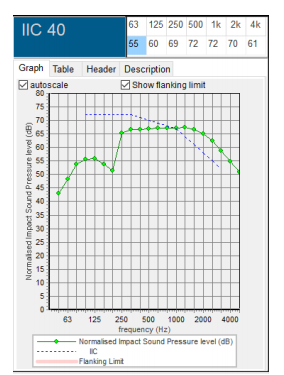 IIC 40
63 125 250 500 1k 2k 4k
55 60 69 72 72 70 61
Graph Table Header Description
autoscale Show flanking limit
Normalised Impact Sound Pressure level (dB)
80
75
70
65
60
55
50
45
40
35
30
25
20
15
10
5
0
63 125 250 500 1000 2000 4000
frequency (Hz)
Normalised Impact Sound Pressure level (dB)
IIC
Flanking Limit